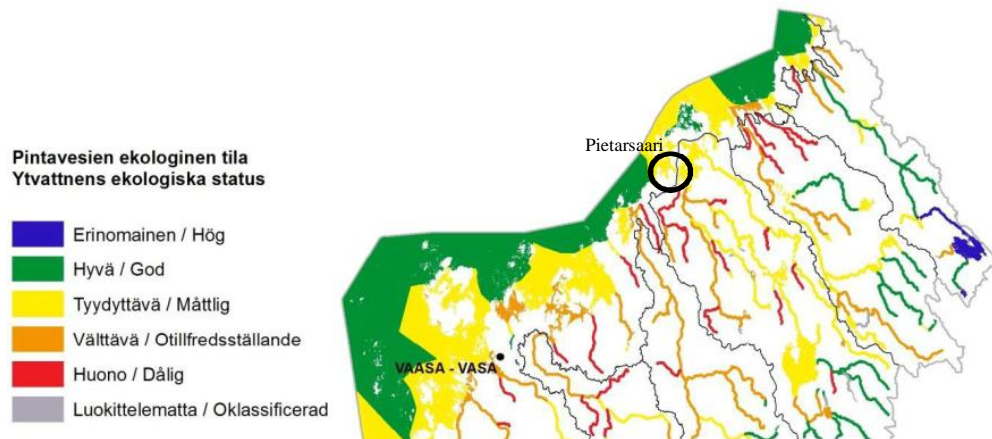 Pietarsaari
Pintavesien ekologinen tila
Ytvattnens ekologiska status
Erinomainen / Hög
Hyvä / God
Tyydyttävä / Måttlig
Välttävä / Otillfredsställande
Huono / Dålig
Luokittelematta / Oklassificerad
VAASA - VASA